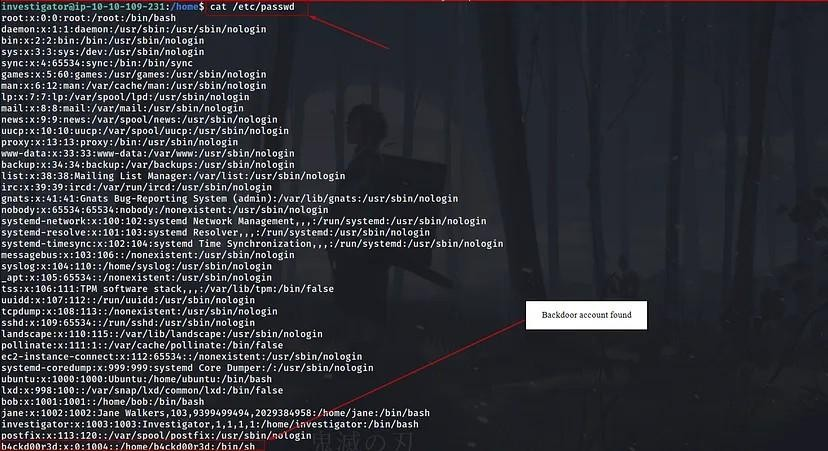 investigator@ip-10-10-109-231:/home$ cat /etc/passwd
root:x:0:0:root:/root:/bin/bash
daemon:x:1:1:daemon:/usr/sbin:/usr/sbin/nologin
bin:x:2:2:bin:/bin:/usr/sbin/nologin
sys:x:3:3:sys:/dev:/usr/sbin/nologin
sync:x:4:65534:sync:/bin:/bin/sync
games:x:5:60:games:/usr/games:/usr/sbin/nologin
man:x:6:12:man:/var/cache/man:/usr/sbin/nologin
lp:x:7:7:lp:/var/spool/lpd:/usr/sbin/nologin
mail:x:8:8:mail:/var/mail:/usr/sbin/nologin
news:x:9:9:news:/var/spool/news:/usr/sbin/nologin
uucp:x:10:10:uucp:/var/spool/uucp:/usr/sbin/nologin
proxy:x:13:13:proxy:/bin:/usr/sbin/nologin
www-data:x:33:33:www-data:/var/www:/usr/sbin/nologin
backup:x:34:34:backup:/var/backups:/usr/sbin/nologin
list:x:38:38:Mailing List Manager:/var/list:/usr/sbin/nologin
irc:x:39:39:ircd:/var/run/ircd:/usr/sbin/nologin
gnats:x:41:41:Gnats Bug-Reporting System (admin):/var/lib/gnats:/usr/sbin/nologin
nobody:x:65534:65534:nobody:/nonexistent:/usr/sbin/nologin
systemd-network:x:100:102:systemd Network Management,,,:/run/systemd:/usr/sbin/nologin
systemd-resolve:x:101:103:systemd Resolver,,,:/run/systemd:/usr/sbin/nologin
systemd-timesync:x:102:104:systemd Time Synchronization,,,:/run/systemd:/usr/sbin/nologin
messagebus:x:103:106::/nonexistent:/usr/sbin/nologin
syslog:x:104:110::/home/syslog:/usr/sbin/nologin
_apt:x:105:65534::/nonexistent:/usr/sbin/nologin
tss:x:106:111:TPM software stack,,,:/var/lib/tpm:/bin/false
uuidd:x:107:112::/run/uuidd:/usr/sbin/nologin
tcpdump:x:108:113::/nonexistent:/usr/sbin/nologin
sshd:x:109:65534::/run/sshd:/usr/sbin/nologin
landscape:x:110:115::/var/lib/landscape:/usr/sbin/nologin
pollinate:x:111:1::/var/cache/pollinate:/bin/false
ec2-instance-connect:x:112:65534::/nonexistent:/usr/sbin/nologin
systemd-coredump:x:999:999:systemd Core Dumper:/:/usr/sbin/nologin
ubuntu:x:1000:1000:Ubuntu:/home/ubuntu:/bin/bash
lxd:x:998:100::/var/snap/lxd/common/lxd:/bin/false
bob:x:1001:1001::/home/bob:/bin/bash
jane:x:1002:1002:Jane Walkers,103,9399499494,2029384958:/home/jane:/bin/bash
investigator:x:1003:1003:Investigator,1,1,1,1:/home/investigator:/bin/bash
postfix:x:113:120::/var/spool/postfix:/usr/sbin/nologin
b4ckd00r3d:x:0:1004::/home/b4ckd00r3d:/bin/sh
Backdoor account found
鬼滅の刃